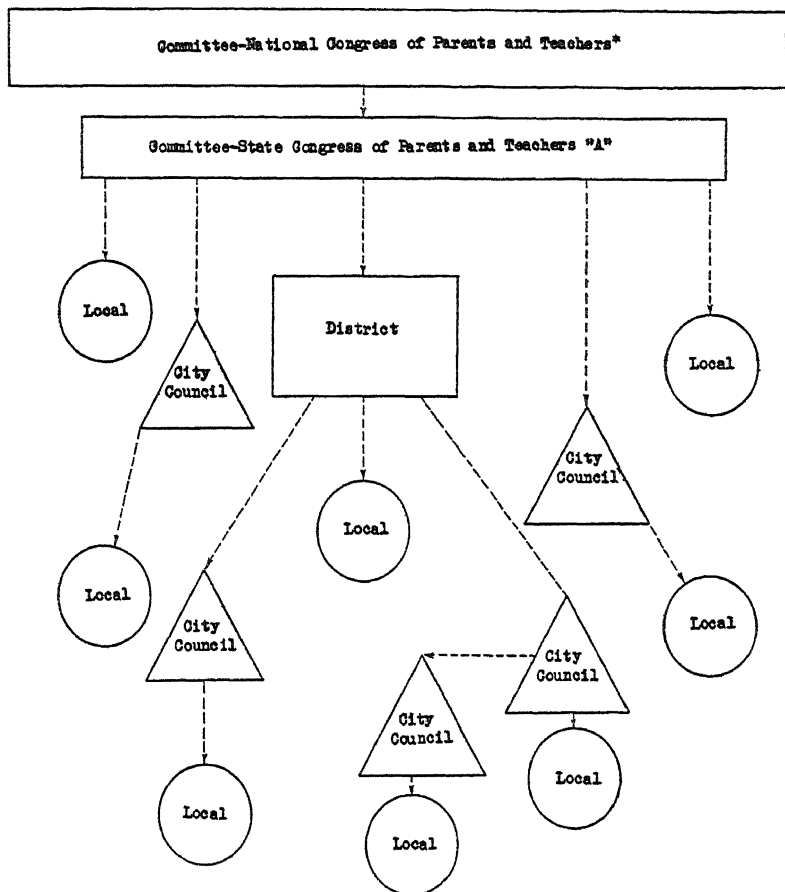 Committee-National Congress of Parents and Teachers*
Committee-State Congress of Parents and Teachers "A"
Local
City
Council
District
Local
City
Council
Local
Local
City
Council
Local
City
Council
City
Council
Local
Local
Local